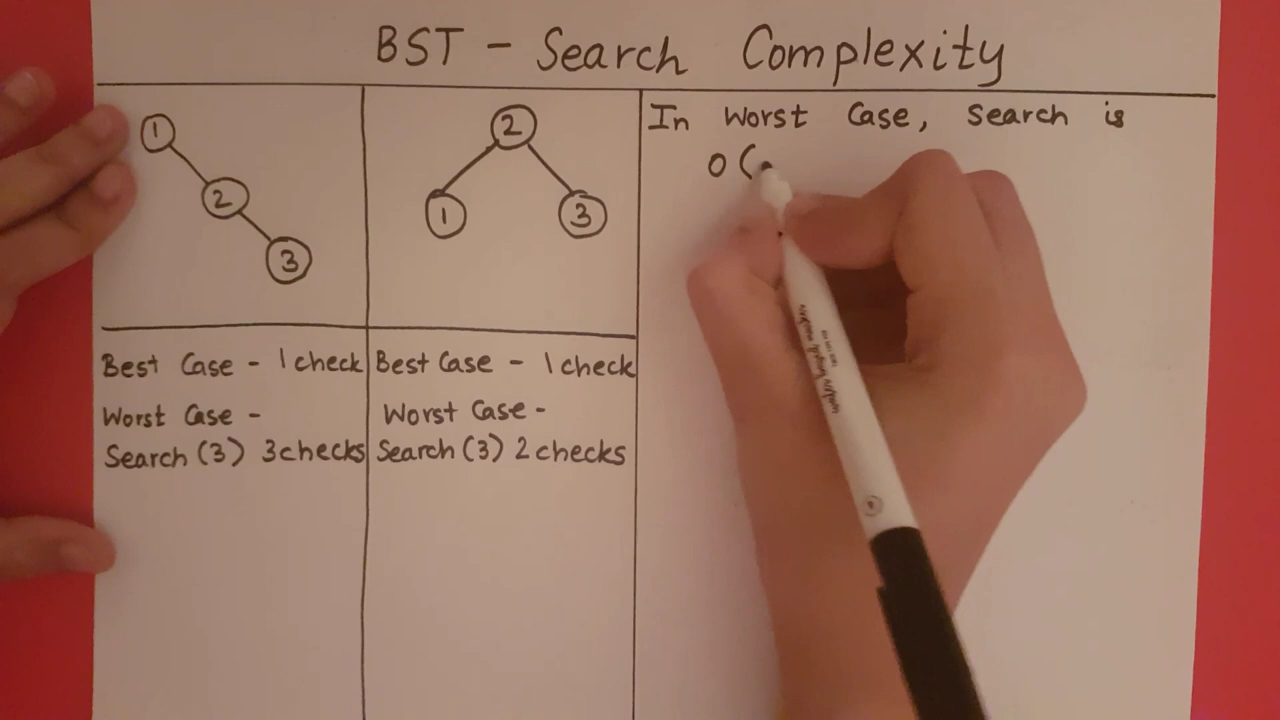 BST - Search Complexity
1
2
3
2
1
3
Best Case - 1 check
Worst Case -
Search (3) 3 checks
Best Case - 1 check
Worst Case -
Search (3) 2 checks
In Worst Case, Search is
O(